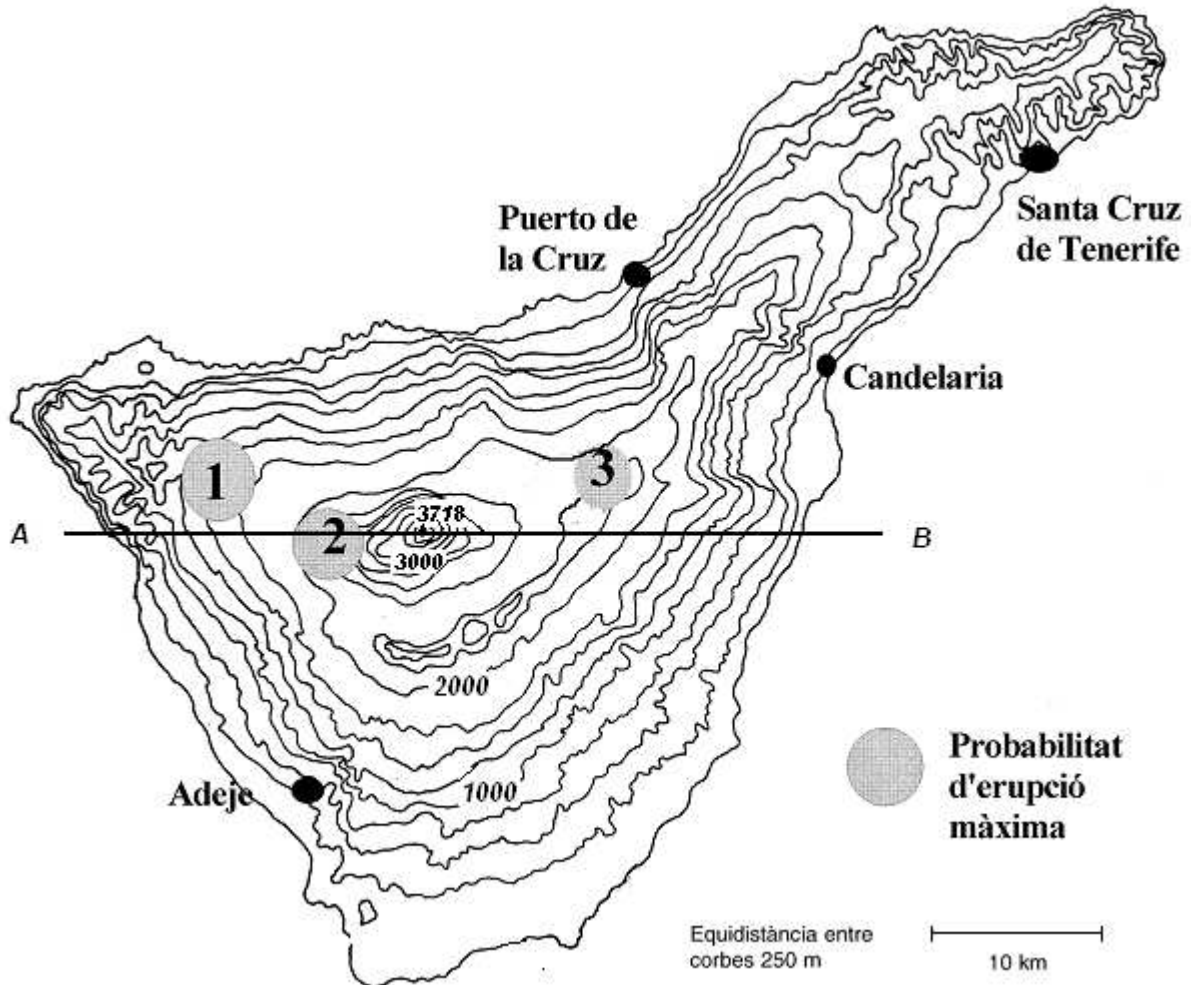 Puerto de
la Cruz
Santa Cruz
de Tenerife
Candelaria
1
3
2
3718
3000
A
B
2000
1000
Adeje
Probabilitat
d'erupció
màxima
Equidistància entre
corbes 250 m
10 km